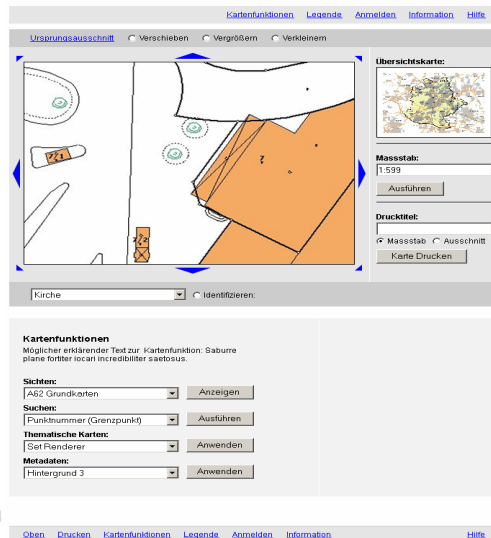 Kartenfunktionen Legende Anmelden Information Hilfe
Ursprungsausschnitt Verschieben Vergrößern Verkleinern
Übersichtskarte:
Massstab:
1:599
Ausführen
Drucktitel:
Massstab Ausschnitt
Karte Drucken
Kirche Identifizieren:
Kartenfunktionen
Möglicher erklärender Text zur Kartenfunktion: Saburre
plane fortiter iocari incredibiliter saetosus.
Sichten:
A62 Grundkarten Anzeigen
Suchen:
Punktnummer (Grenzpunkt) Ausführen
Thematische Karten:
Set Renderer Anwenden
Metadaten:
Hintergrund 3 Anwenden
Oben Drucken Kartenfunktionen Legende Anmelden Information Hilfe